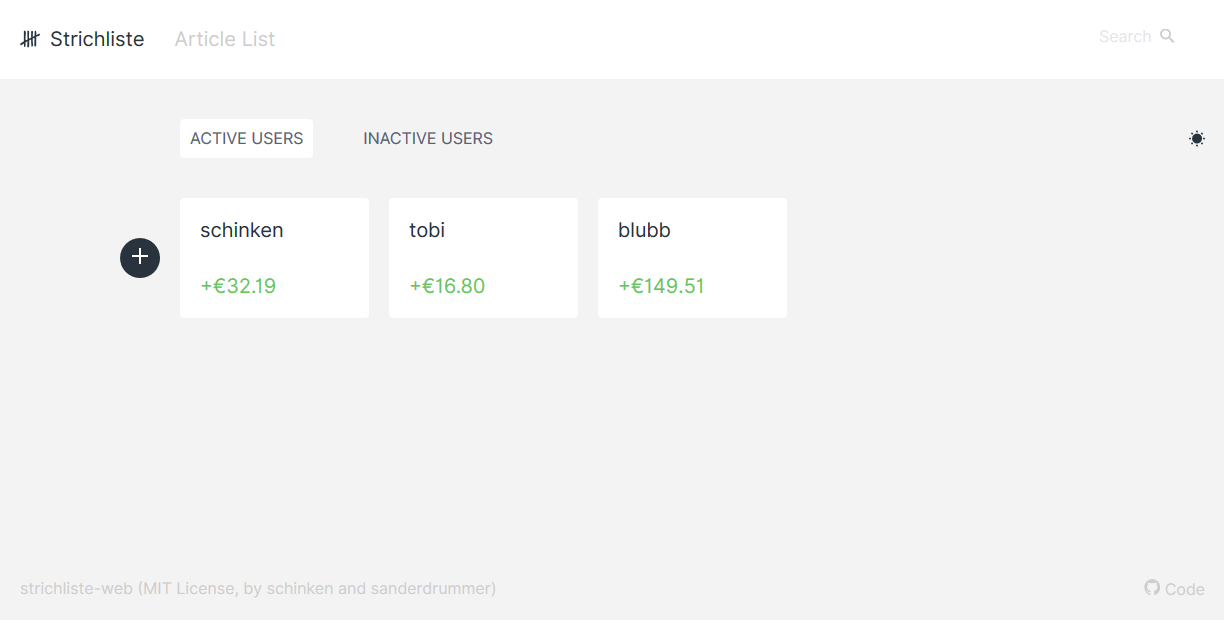 Strichliste Article List Search
ACTIVE USERS INACTIVE USERS
schinken tobi blubb
+€32.19 +€16.80 +€149.51
strichliste-web (MIT License, by schinken and sanderdrummer) Code